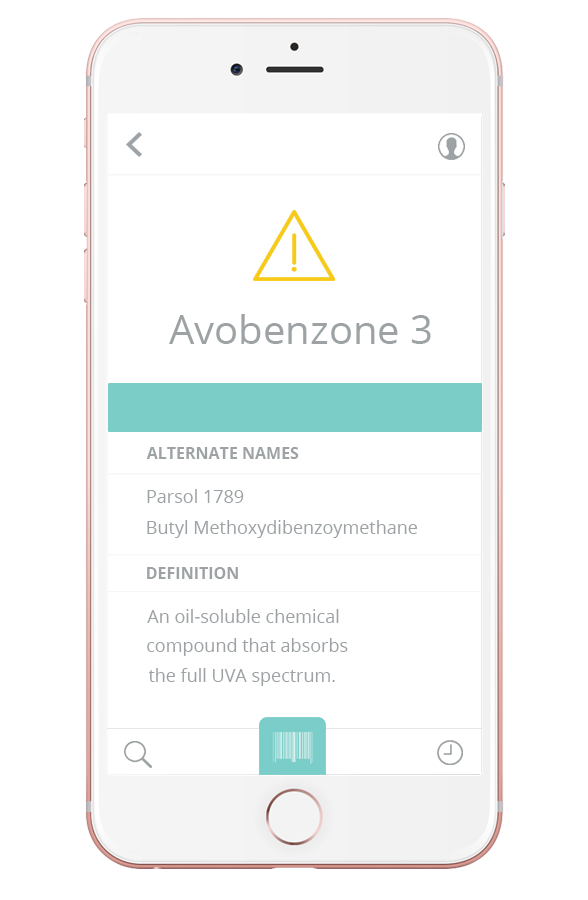 Avobenzone 3
ALTERNATE NAMES
Parsol 1789
Butyl Methoxydibenzoymethane
DEFINITION
An oil-soluble chemical
compound that absorbs
the full UVA spectrum.